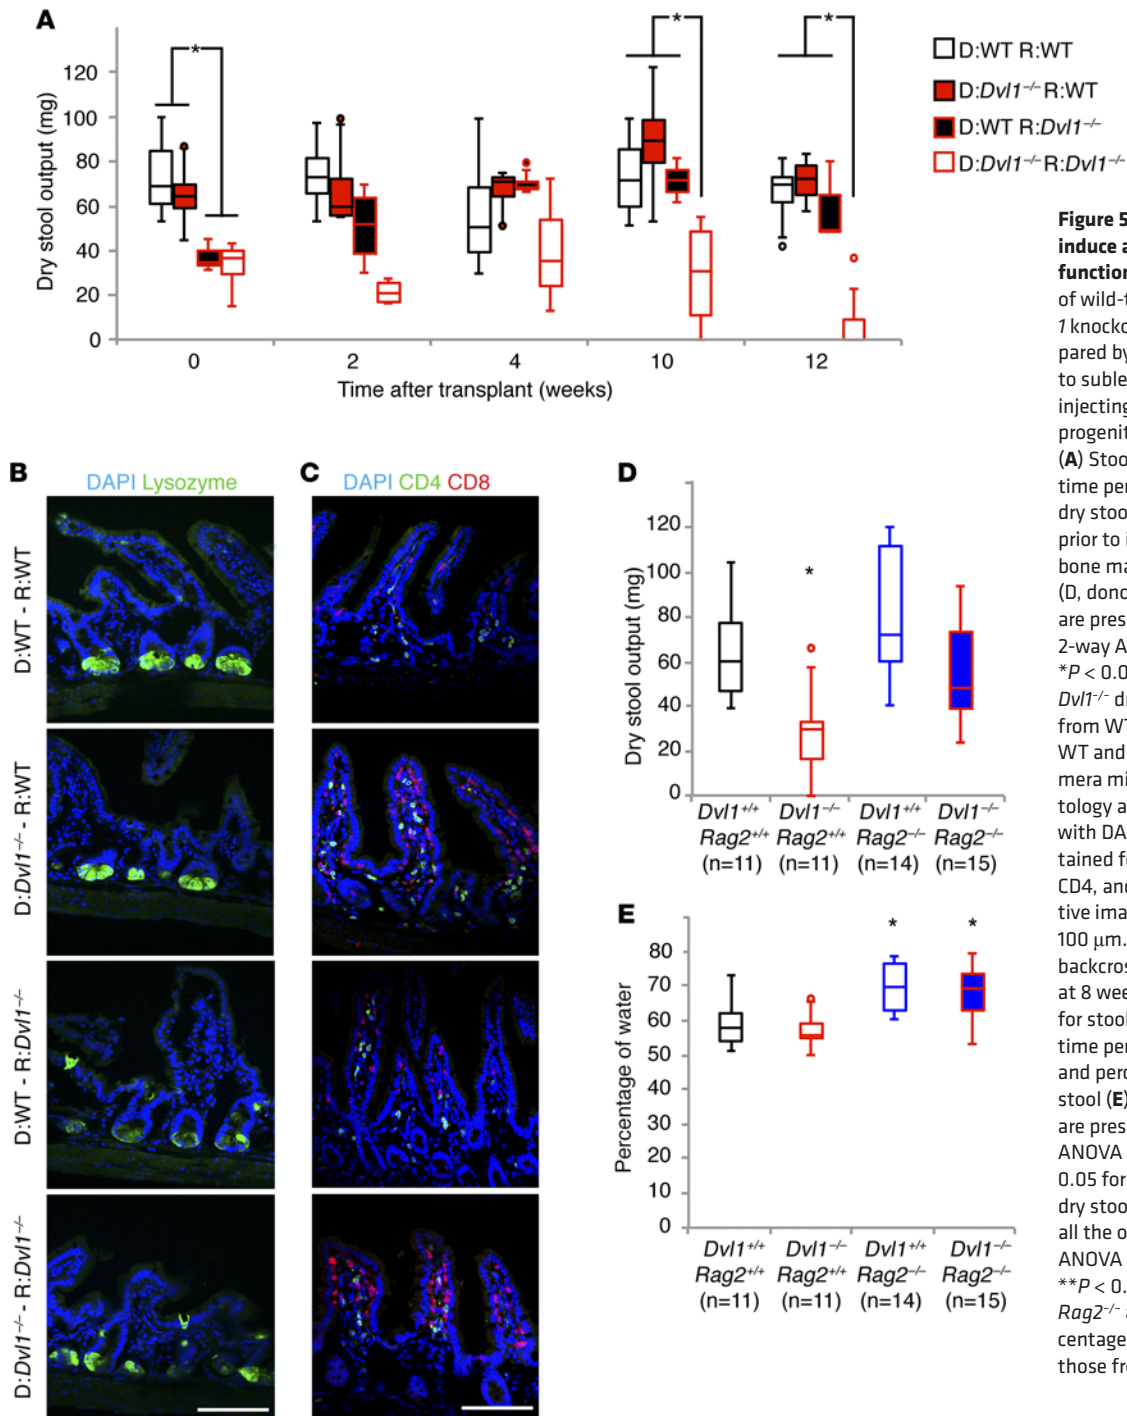 A
Dry stool output (mg)
120
100
80
60
40
20
0
*
*
*
0 2 4 10 12
Time after transplant (weeks)
D:WT R:WT
D:Dvl1–/– R:WT
D:WT R:Dvl1–/–
D:Dvl1–/– R:Dvl1–/–
B
DAPI Lysozyme
C
DAPI CD4 CD8
D:WT - R:WT
D:Dvl1–/– - R:WT
D:WT - R:Dvl1–/–
D:Dvl1–/– - R:Dvl1–/–
D
Dry stool output (mg)
120
100
80
60
40
20
0
*
Dvl1+/+ Dvl1–/– Dvl1+/+ Dvl1–/–
Rag2+/+ Rag2+/+ Rag2–/– Rag2–/–
(n=11) (n=11) (n=14) (n=15)
E
Percentage of water
80
70
60
50
40
30
20
10
0
* *
Dvl1+/+ Dvl1–/– Dvl1+/+ Dvl1–/–
Rag2+/+ Rag2+/+ Rag2–/– Rag2–/–
(n=11) (n=11) (n=14) (n=15)
Figure 5
induce a
function
of wild-t
1 knocko
pared by
to suble
injecting
progenit
(A) Stoo
time per
dry stoo
prior to i
bone ma
(D, dono
are pres
2-way A
*P < 0.0
Dvl1-/- dr
from WT
WT and
mera mi
tology a
with DA
tained fo
CD4, and
tive ima
100 μm.
backcros
at 8 wee
for stool
time per
and perc
stool (E)
are pres
ANOVA
0.05 for
dry stoo
all the o
ANOVA
**P < 0.
Rag2-/-
centage
those fr